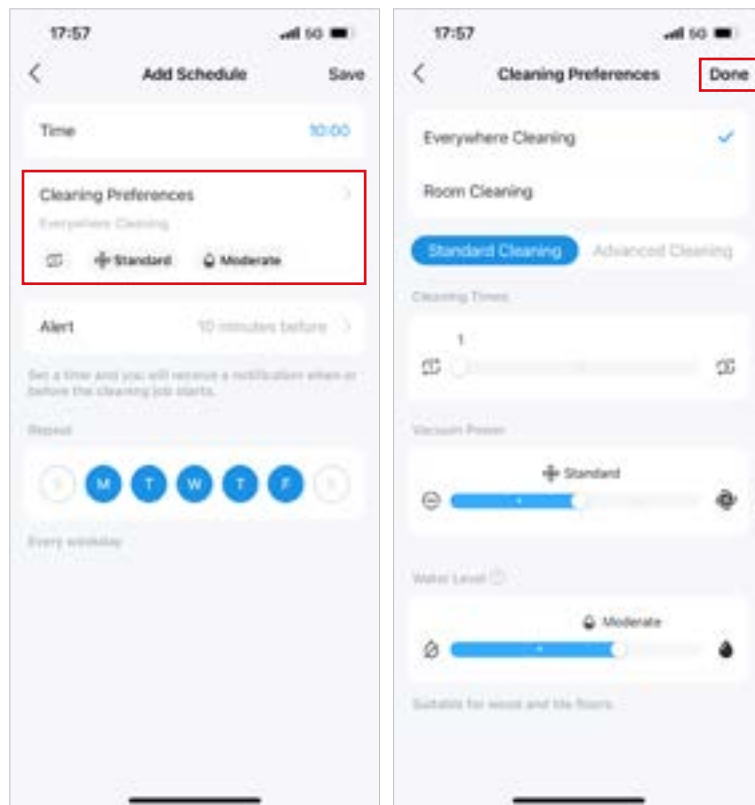 17:57
5G
Add Schedule
Save
Time
10:00
Cleaning Preferences
Everywhere Cleaning
Standard
Moderate
Alert
10 minutes before
Set a time and you will receive a notification when or
before the cleaning job starts.
Repeat
S M T W T F S
Every weekday
17:57
5G
Cleaning Preferences
Done
Everywhere Cleaning
Room Cleaning
Standard Cleaning
Advanced Cleaning
Cleaning Times
1
Vacuum Power
Standard
Water Level
Moderate
Suitable for wood and tile floors.